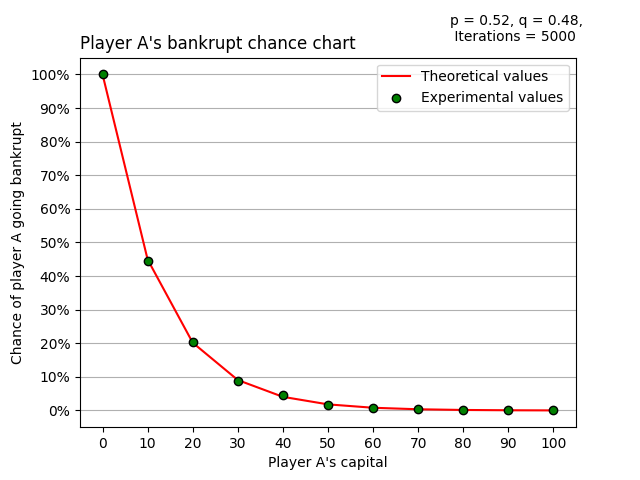 p = 0.52, q = 0.48,
Iterations = 5000
Player A's bankrupt chance chart
Theoretical values
Experimental values
Chance of player A going bankrupt
100%
90%
80%
70%
60%
50%
40%
30%
20%
10%
0%
0 10 20 30 40 50 60 70 80 90 100
Player A's capital